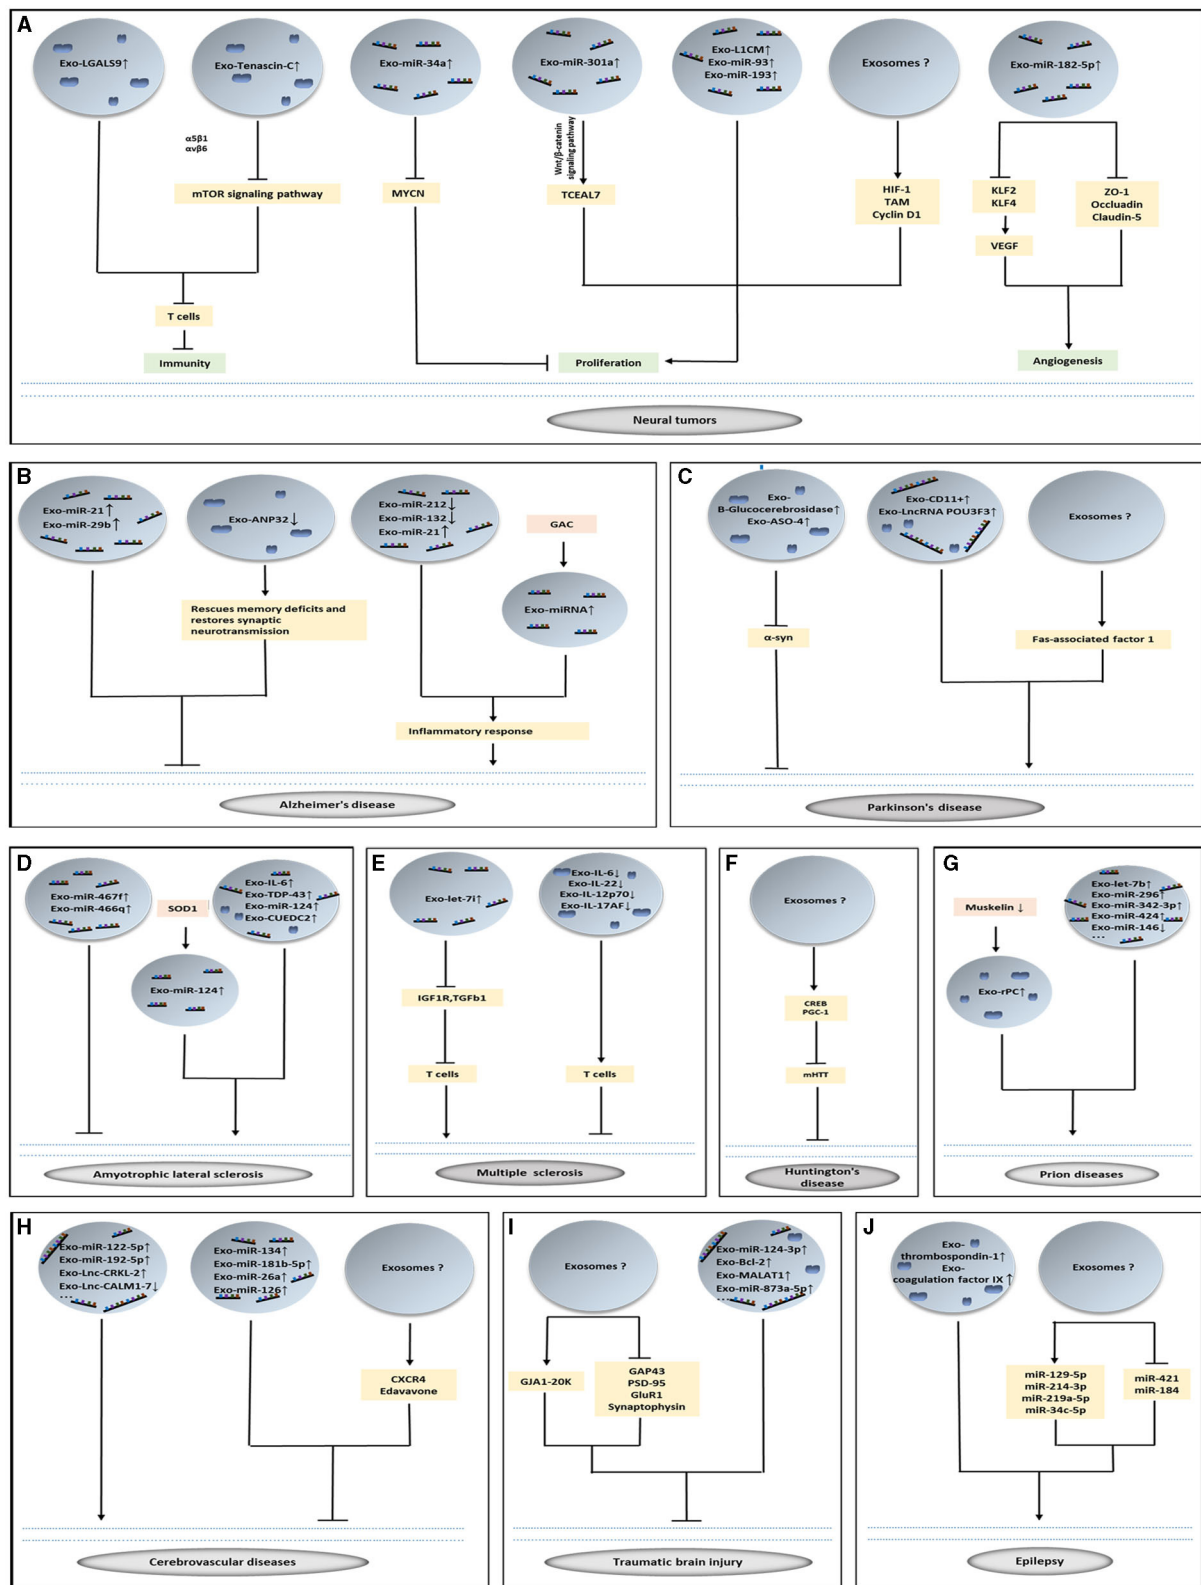 A
Exo-LGALS9↑
Exo-Tenascin-C↑
Exo-miR-34a↑
Exo-miR-301a↑
Exo-L1CM↑
Exo-miR-93↑
Exo-miR-193↑
Exosomes ?
Exo-miR-182-5p↑
α5β1
αvβ6
Wnt/β-catenin
signaling pathway
mTOR signaling pathway
MYCN
TCEAL7
HIF-1
TAM
Cyclin D1
KLF2
KLF4
ZO-1
Occluadin
Claudin-5
VEGF
T cells
Immunity
Proliferation
Angiogenesis
Neural tumors
B
Exo-miR-21↑
Exo-miR-29b↑
Exo-ANP32↓
Exo-miR-212↓
Exo-miR-132↓
Exo-miR-21↑
GAC
Exo-miRNA↑
Rescues memory deficits and
restores synaptic
neurotransmission
Inflammatory response
Alzheimer's disease
C
Exo-
B-Glucocerebrosidase↑
Exo-ASO-4↑
Exo-CD11+↑
Exo-LncRNA POU3F3↑
Exosomes ?
α-syn
Fas-associated factor 1
Parkinson's disease
D
Exo-miR-467f↑
Exo-miR-466q↑
SOD1
Exo-IL-6↑
Exo-TDP-43↑
Exo-miR-124↑
Exo-CUEDC2↑
Exo-miR-124↑
Amyotrophic lateral sclerosis
E
Exo-let-7i↑
Exo-IL-6↓
Exo-IL-22↓
Exo-IL-12p70↓
Exo-IL-17AF↓
IGF1R,TGFb1
T cells
T cells
Multiple sclerosis
F
Exosomes ?
CREB
PGC-1
mHTT
Huntington's
disease
G
Muskelin ↓
Exo-rPC↑
Exo-let-7b↑
Exo-miR-296↑
Exo-miR-342-3p↑
Exo-miR-424↑
Exo-miR-146↓
...
Prion diseases
H
Exo-miR-122-5p↑
Exo-miR-192-5p↑
Exo-Lnc-CRKL-2↑
Exo-Lnc-CALM1-7↓
...
Exo-miR-134↑
Exo-miR-181b-5p↑
Exo-miR-26a↑
Exo-miR-126↑
Exosomes ?
CXCR4
Edavavone
Cerebrovascular diseases
I
Exosomes ?
Exo-miR-124-3p↑
Exo-Bcl-2↑
Exo-MALAT1↑
Exo-miR-873a-5p↑
...
GJA1-20K
GAP43
PSD-95
GluR1
Synaptophysin
Traumatic brain injury
J
Exo-
thrombospondin-1↑
Exo-
coagulation factor IX↑
Exosomes ?
miR-129-5p
miR-214-3p
miR-219a-5p
miR-34c-5p
miR-421
miR-184
Epilepsy